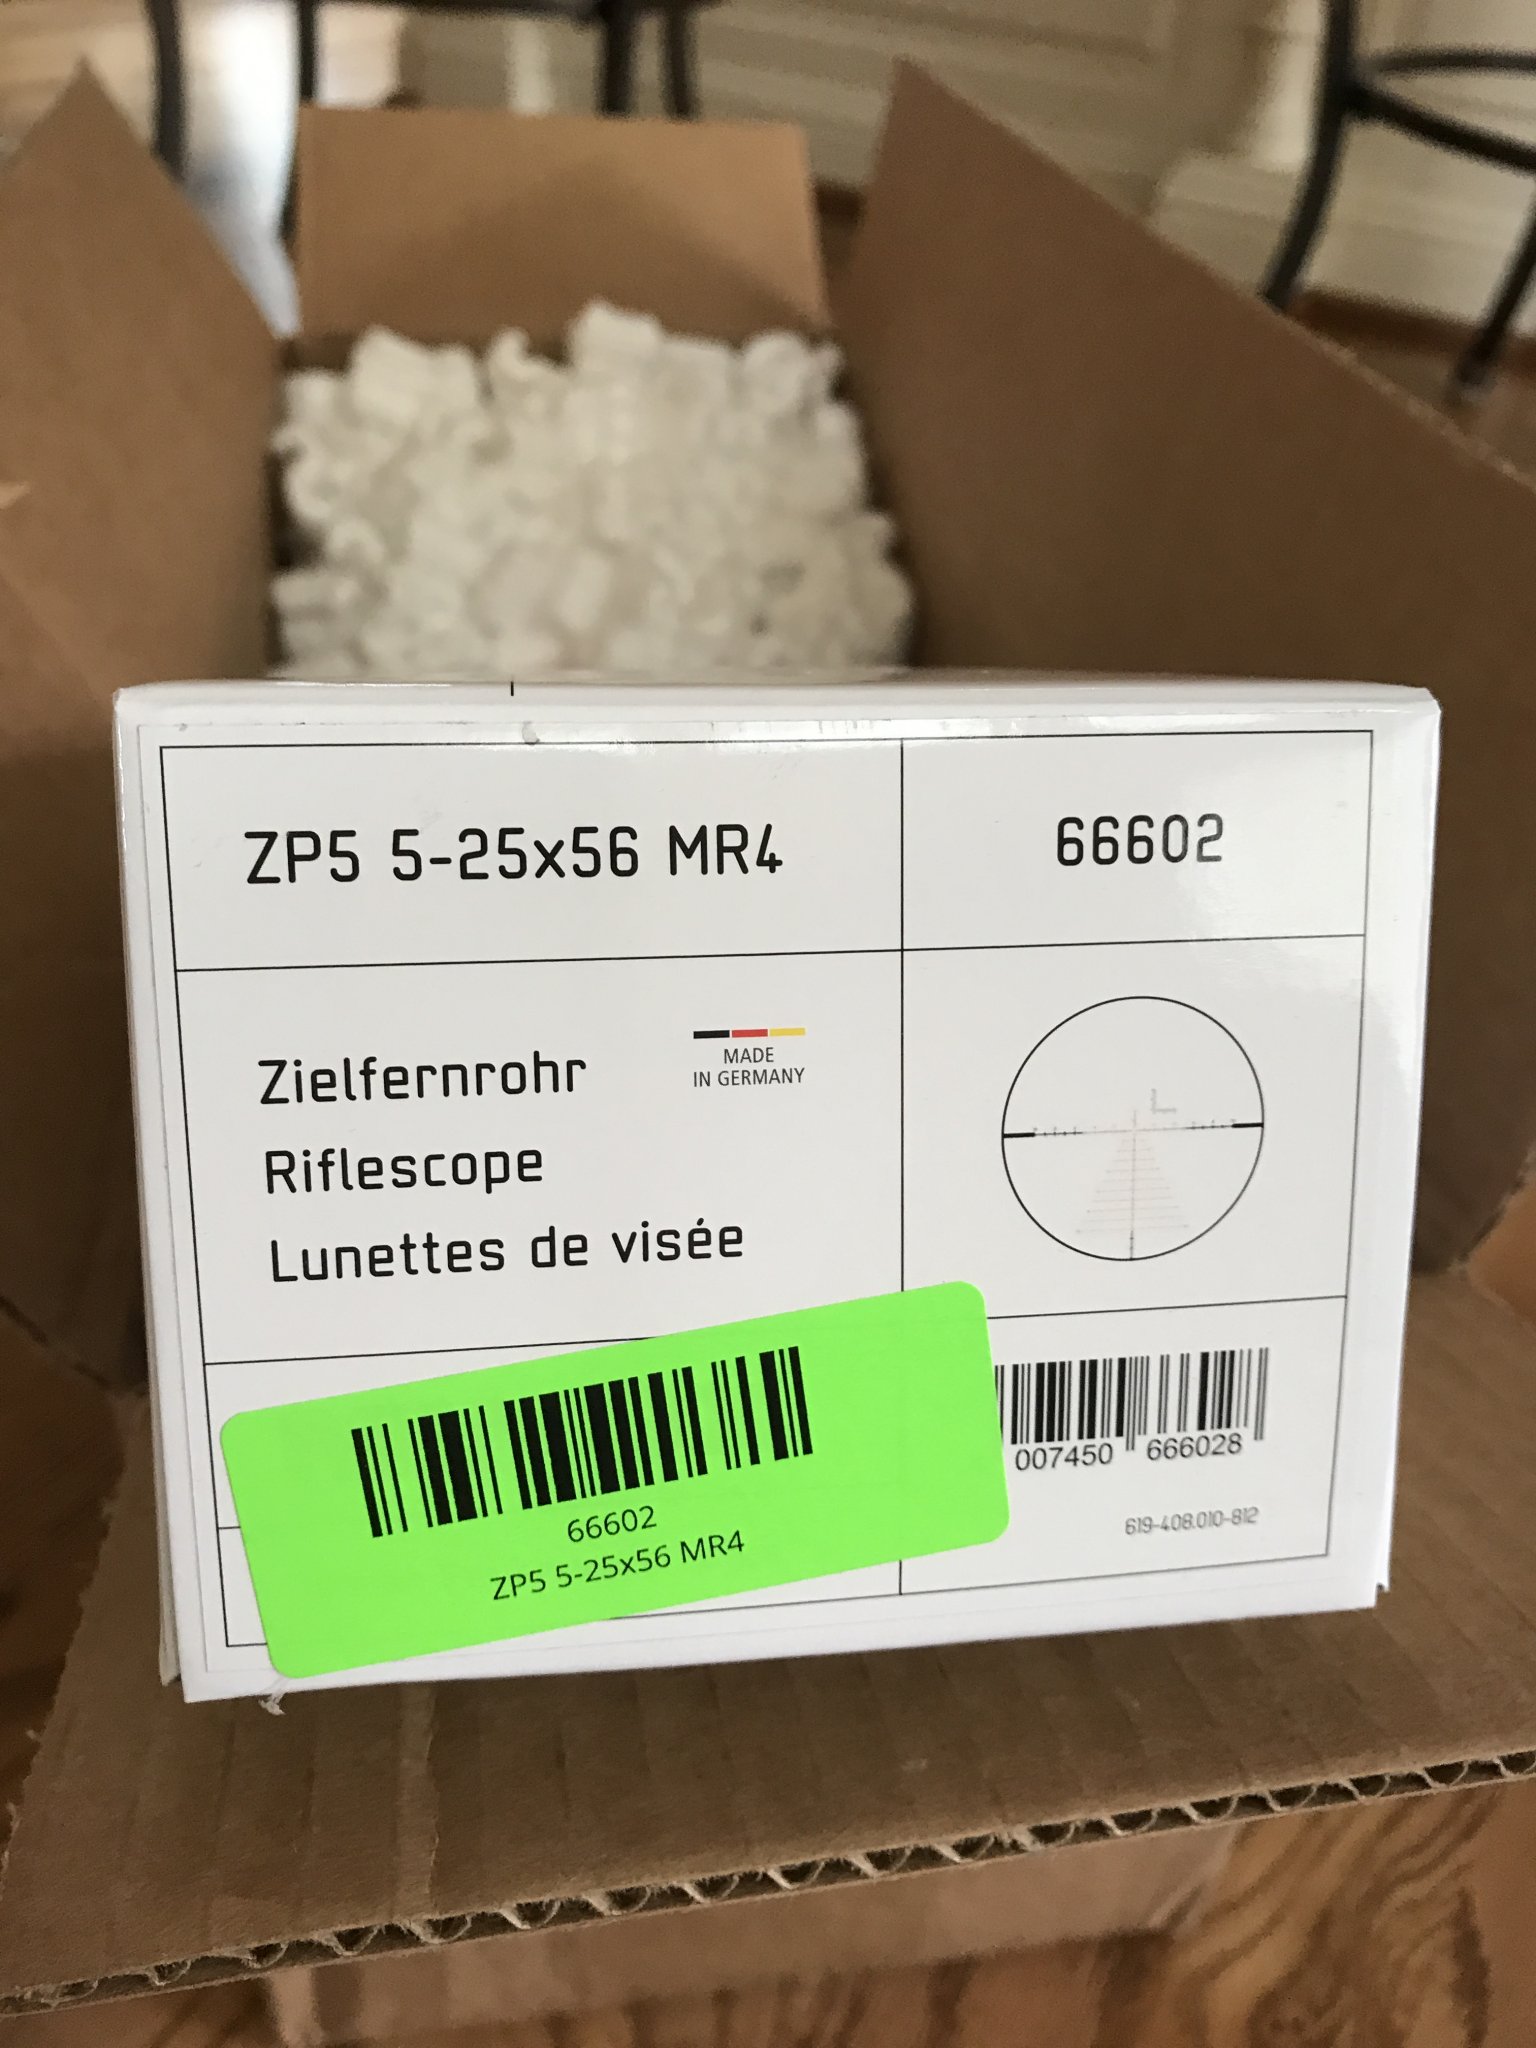 ZP5 5-25x56 MR4
66602
Zielfernrohr
Riflescope
Lunettes de visée
MADE
IN GERMANY
007450 666028
619-408.010-812
66602
ZP5 5-25x56 MR4